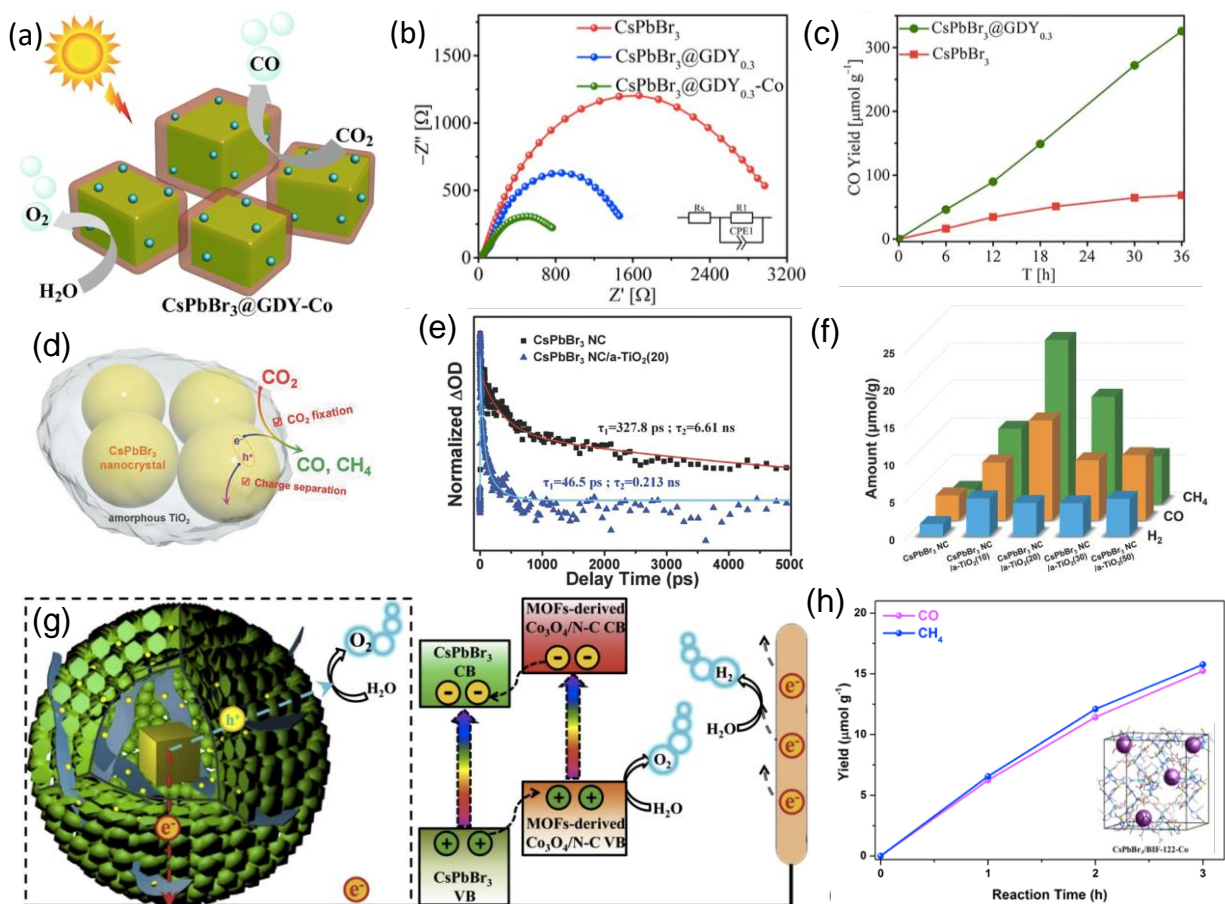 (a)
CO
CO₂
O₂
H₂O
CsPbBr₃@GDY-Co
(b)
1500
1000
500
0
−Z'' [Ω]
CsPbBr₃
CsPbBr₃@GDY₀.₃
CsPbBr₃@GDY₀.₃-Co
Rs
R1
CPE1
0
800
1600
2400
3200
Z' [Ω]
(c)
300
200
100
0
CO Yield [μmol g⁻¹]
CsPbBr₃@GDY₀.₃
CsPbBr₃
0
6
12
18
24
30
36
T [h]
(d)
CO₂
☑ CO₂ fixation
CsPbBr₃
nanocrystal
e⁻
h⁺
CO, CH₄
☑ Charge separation
amorphous TiO₂
(e)
Normalized ΔOD
CsPbBr₃ NC
CsPbBr₃ NC/a-TiO₂(20)
τ₁=327.8 ps ; τ₂=6.61 ns
τ₁=46.5 ps ; τ₂=0.213 ns
0
1000
2000
3000
4000
5000
Delay Time (ps)
(f)
Amount (μmol/g)
25
20
15
10
5
0
CH₄
CO
H₂
CsPbBr₃ NC
CsPbBr₃ NC
/a-TiO₂(10)
CsPbBr₃ NC
/a-TiO₂(20)
CsPbBr₃ NC
/a-TiO₂(30)
CsPbBr₃ NC
/a-TiO₂(50)
(g)
O₂
H₂O
h⁺
e⁻
e⁻
CsPbBr₃
CB
MOFs-derived
Co₃O₄/N-C CB
O₂
H₂O
MOFs-derived
Co₃O₄/N-C VB
CsPbBr₃
VB
H₂
H₂O
e⁻
e⁻
e⁻
(h)
20
15
10
5
0
Yield (μmol g⁻¹)
CO
CH₄
CsPbBr₃/BIF-122-Co
0
1
2
3
Reaction Time (h)